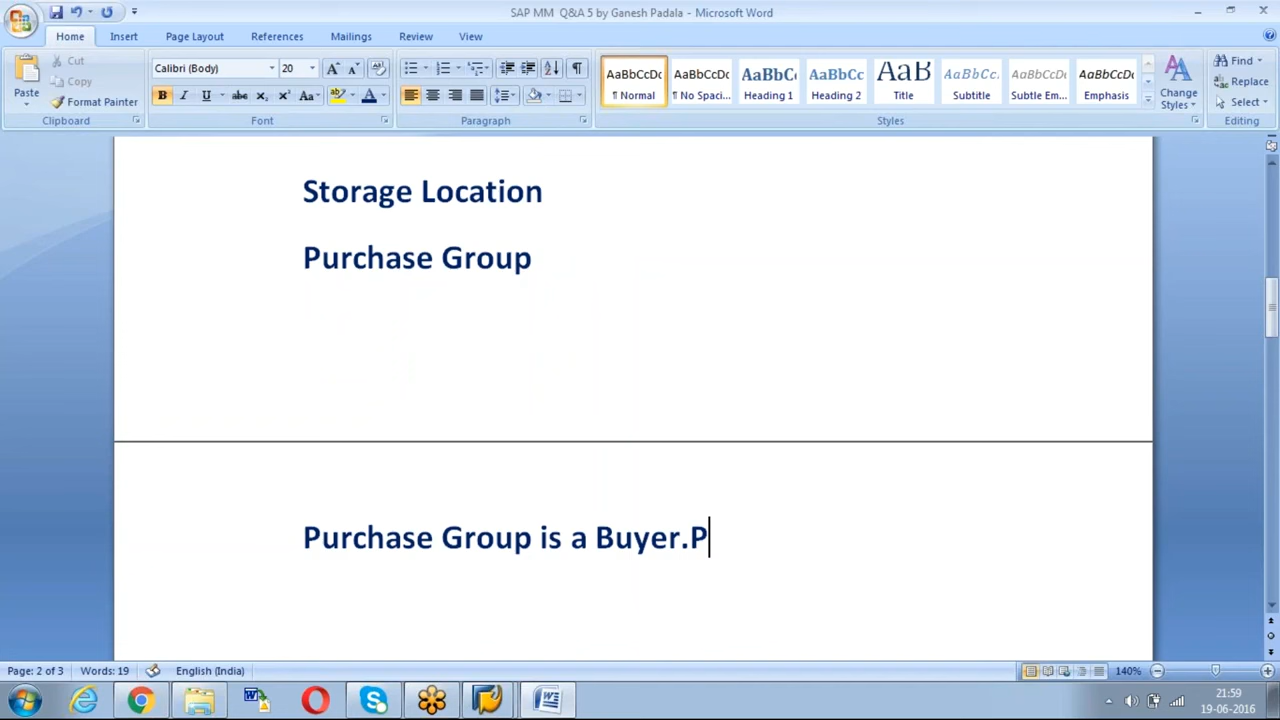 SAP MM  Q&A 5 by Ganesh Padala - Microsoft Word
Home Insert Page Layout References Mailings Review View
Paste
Cut
Copy
Format Painter
Clipboard
Calibri (Body) 20
Font
Paragraph
AaBbCcDc AaBbCcDc AaBbC AaBbCc AaB AaBbCc. AaBbCcDc AaBbCcDc
¶ Normal ¶ No Spaci... Heading 1 Heading 2 Title Subtitle Subtle Em... Emphasis
Change Styles
Styles
Find
Replace
Select
Editing
Storage Location
Purchase Group
Purchase Group is a Buyer.P
Page: 2 of 3 Words: 19 English (India) 140%
21:59
19-06-2016